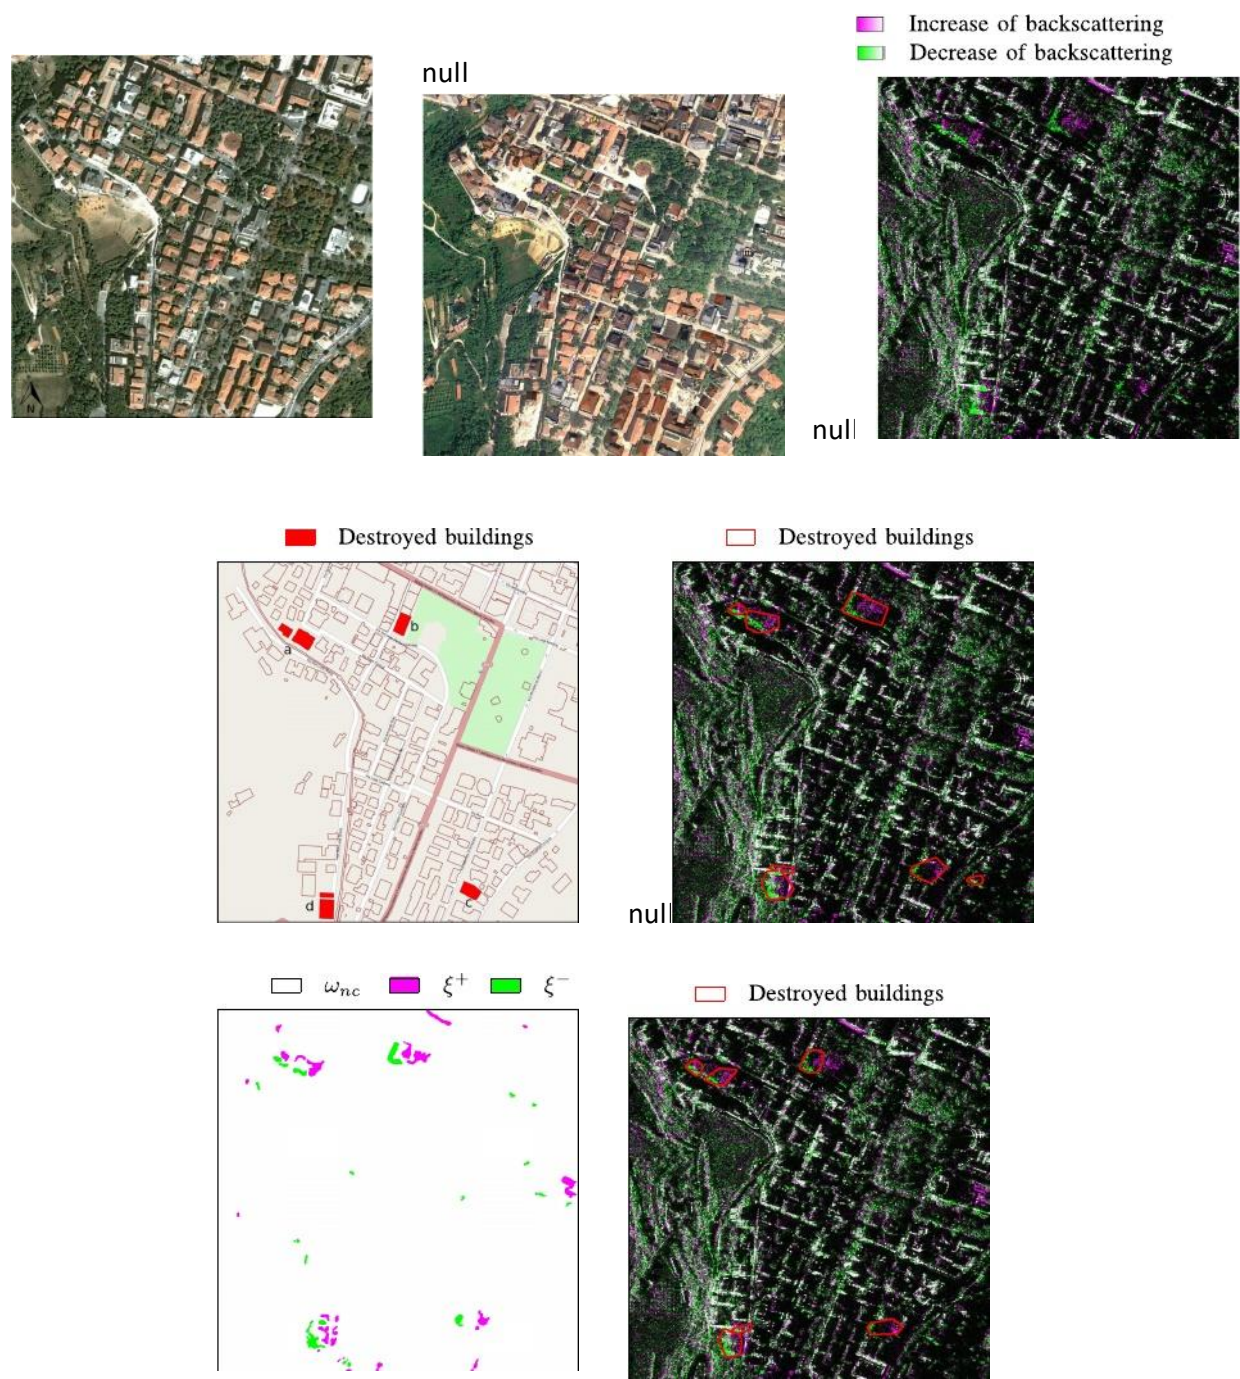 Increase of backscattering
Decrease of backscattering
null
N
null
Destroyed buildings
Destroyed buildings
a
b
c
d
null
ω_nc ξ⁺ ξ⁻
Destroyed buildings